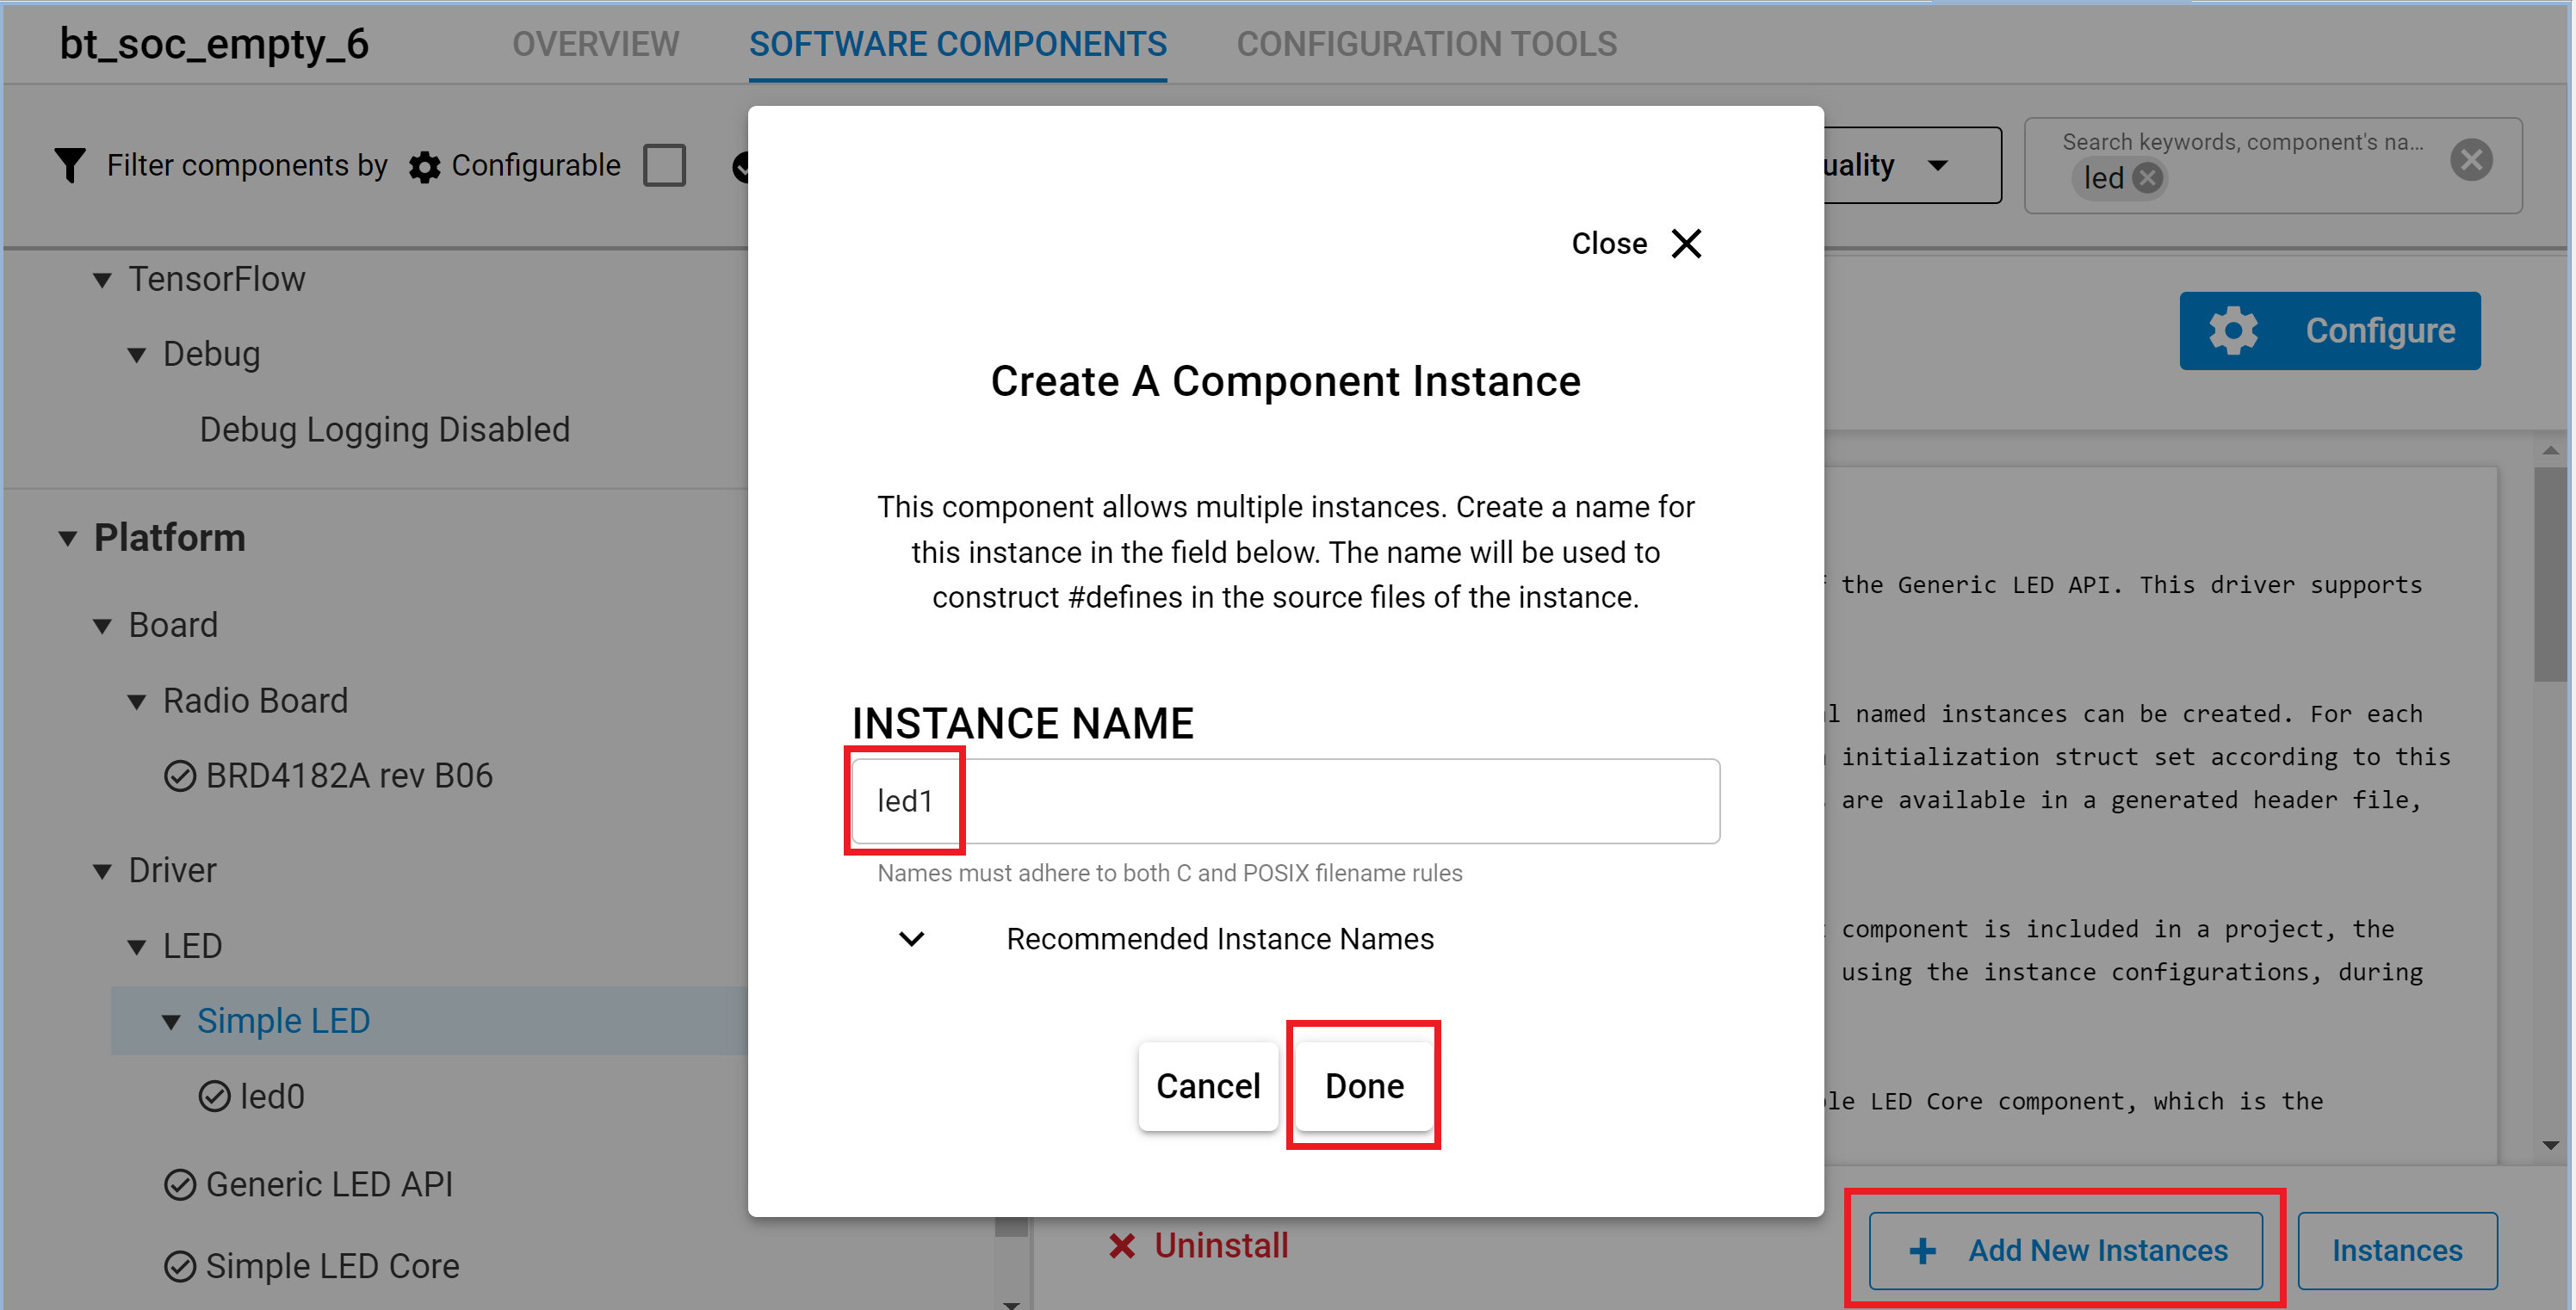 bt_soc_empty_6
OVERVIEW
SOFTWARE COMPONENTS
CONFIGURATION TOOLS
Filter components by
Configurable
uality
Search keywords, component's na...
led
TensorFlow
Debug
Debug Logging Disabled
Platform
Board
Radio Board
BRD4182A rev B06
Driver
LED
Simple LED
led0
Generic LED API
Simple LED Core
Close
Create A Component Instance
This component allows multiple instances. Create a name for
this instance in the field below. The name will be used to
construct #defines in the source files of the instance.
INSTANCE NAME
led1
Names must adhere to both C and POSIX filename rules
Recommended Instance Names
Cancel
Done
Configure
the Generic LED API. This driver supports
l named instances can be created. For each
initialization struct set according to this
are available in a generated header file,
component is included in a project, the
using the instance configurations, during
le LED Core component, which is the
Uninstall
Add New Instances
Instances